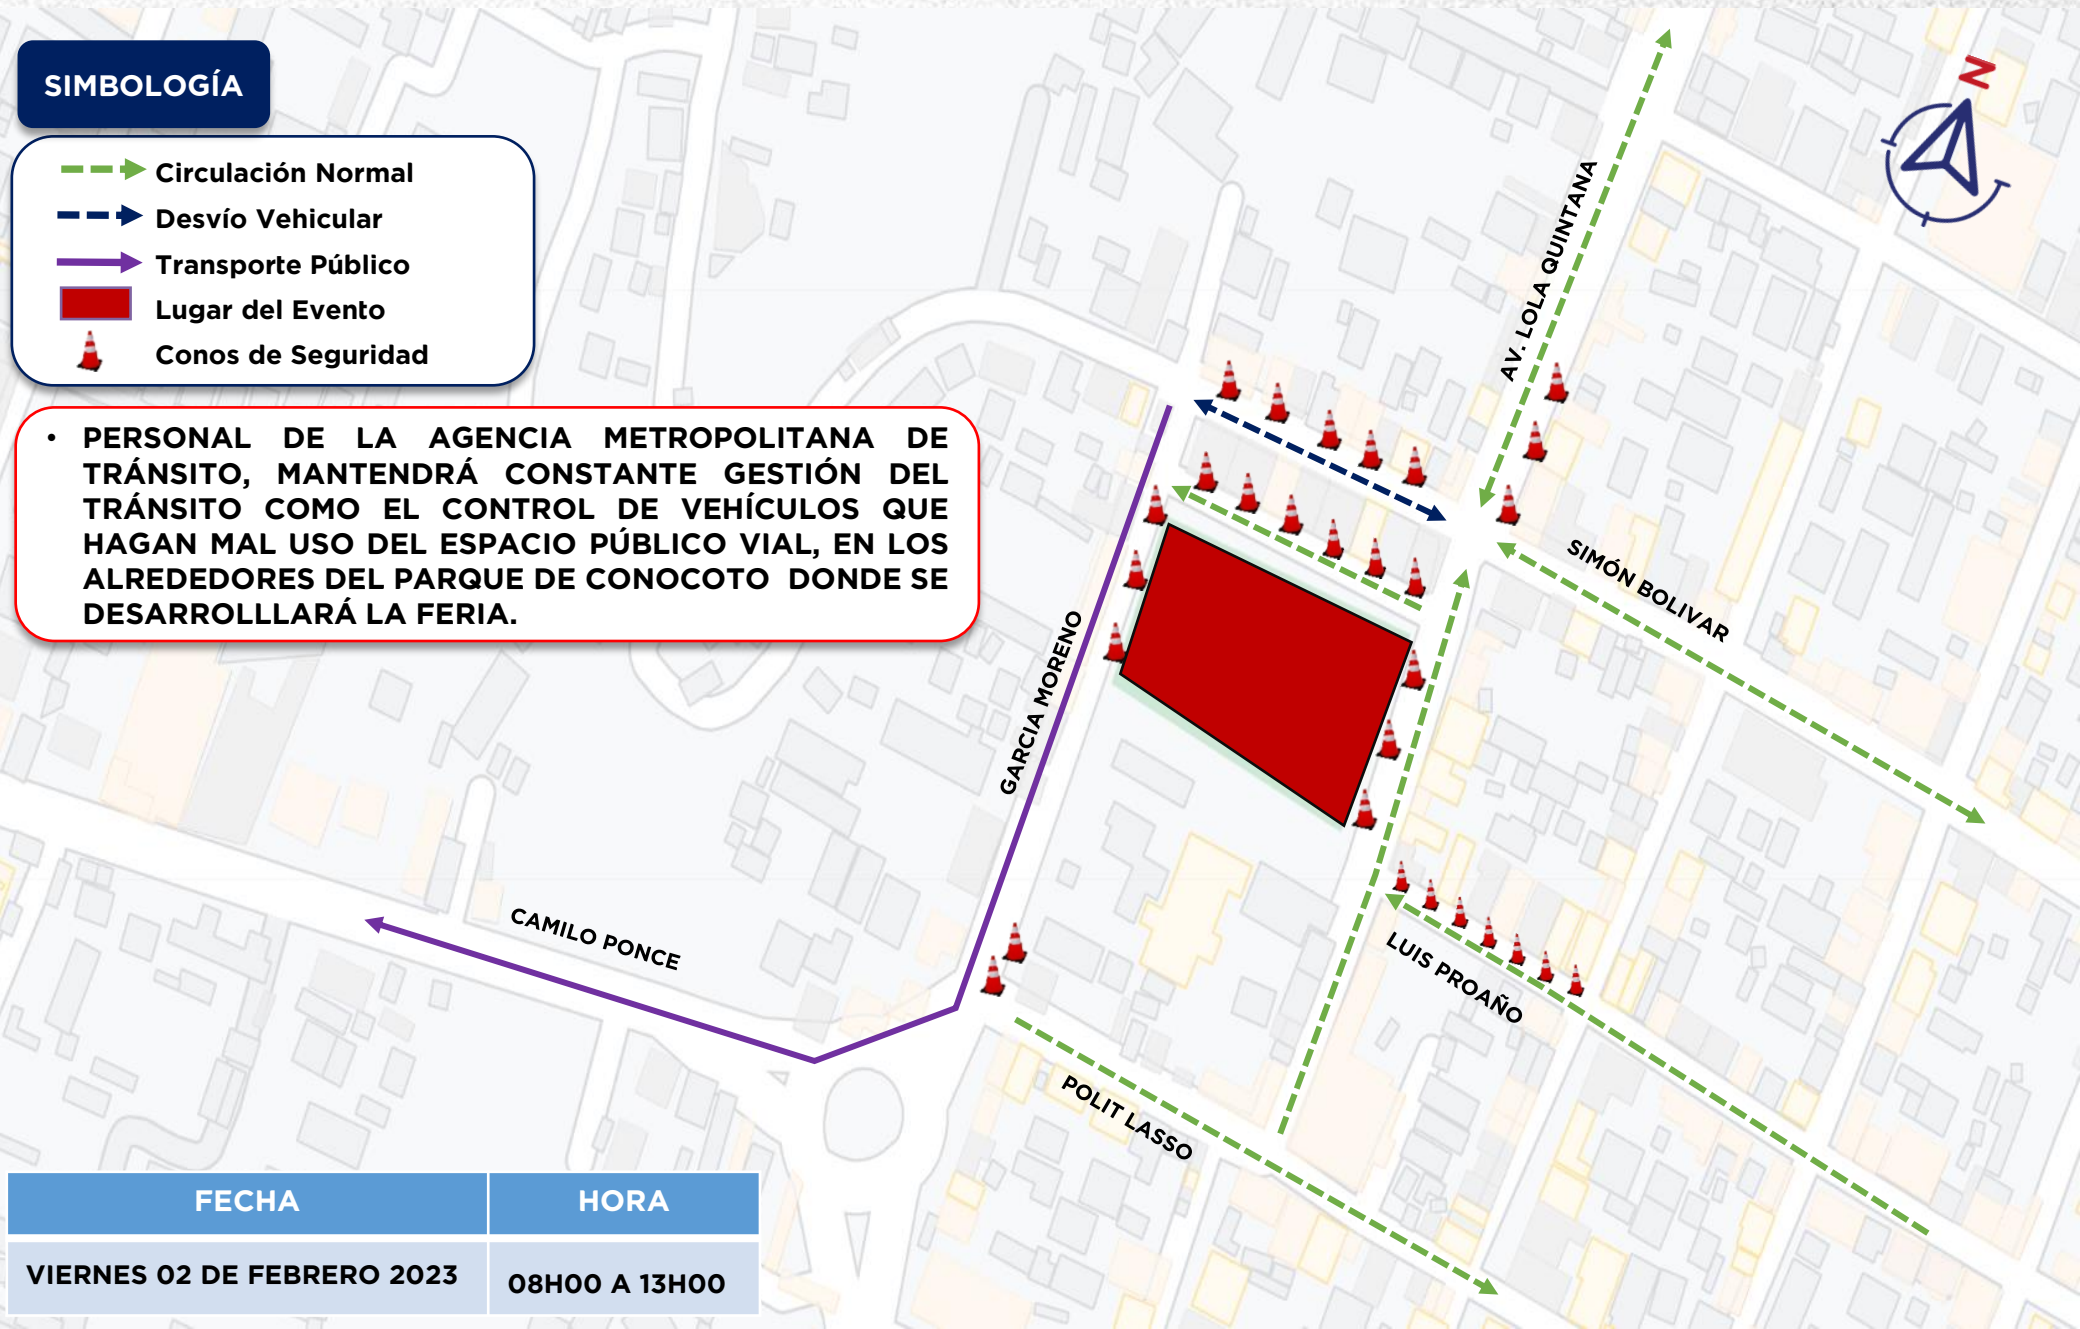 SIMBOLOGÍA
Circulación Normal
Desvío Vehicular
Transporte Público
Lugar del Evento
Conos de Seguridad
• PERSONAL DE LA AGENCIA METROPOLITANA DE
TRÁNSITO, MANTENDRÁ CONSTANTE GESTIÓN DEL
TRÁNSITO COMO EL CONTROL DE VEHÍCULOS QUE
HAGAN MAL USO DEL ESPACIO PÚBLICO VIAL, EN LOS
ALREDEDORES DEL PARQUE DE CONOCOTO DONDE SE
DESARROLLLARÁ LA FERIA.
N
AV. LOLA QUINTANA
SIMÓN BOLIVAR
GARCIA MORENO
CAMILO PONCE
LUIS PROAÑO
POLIT LASSO
FECHA
HORA
VIERNES 02 DE FEBRERO 2023
08H00 A 13H00